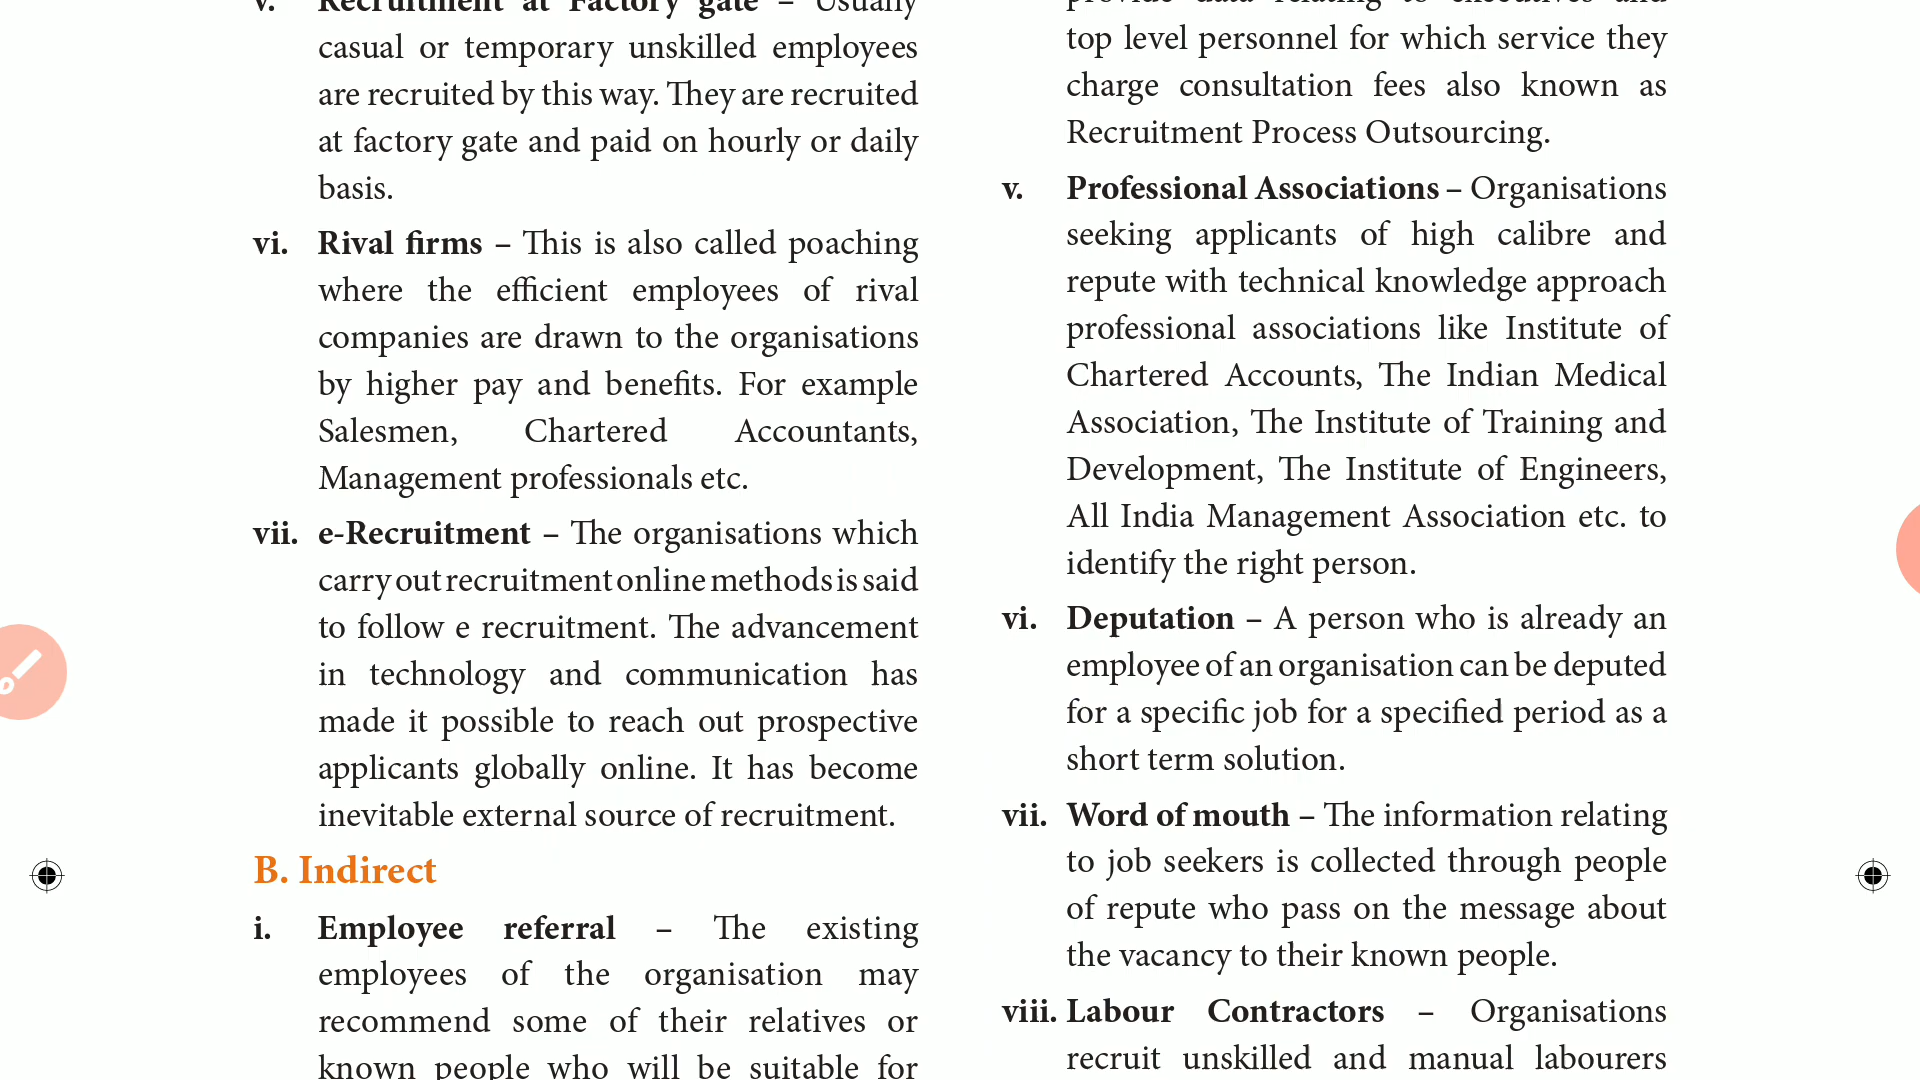 v. Recruitment at Factory gate – Usually
casual or temporary unskilled employees
are recruited by this way. They are recruited
at factory gate and paid on hourly or daily
basis.
vi. Rival firms – This is also called poaching
where the efficient employees of rival
companies are drawn to the organisations
by higher pay and benefits. For example
Salesmen, Chartered Accountants,
Management professionals etc.
vii. e-Recruitment – The organisations which
carry out recruitment online methods is said
to follow e recruitment. The advancement
in technology and communication has
made it possible to reach out prospective
applicants globally online. It has become
inevitable external source of recruitment.
B. Indirect
i. Employee referral – The existing
employees of the organisation may
recommend some of their relatives or
known people who will be suitable for
provide data relating to executives and
top level personnel for which service they
charge consultation fees also known as
Recruitment Process Outsourcing.
v. Professional Associations – Organisations
seeking applicants of high calibre and
repute with technical knowledge approach
professional associations like Institute of
Chartered Accounts, The Indian Medical
Association, The Institute of Training and
Development, The Institute of Engineers,
All India Management Association etc. to
identify the right person.
vi. Deputation – A person who is already an
employee of an organisation can be deputed
for a specific job for a specified period as a
short term solution.
vii. Word of mouth – The information relating
to job seekers is collected through people
of repute who pass on the message about
the vacancy to their known people.
viii. Labour Contractors – Organisations
recruit unskilled and manual labourers